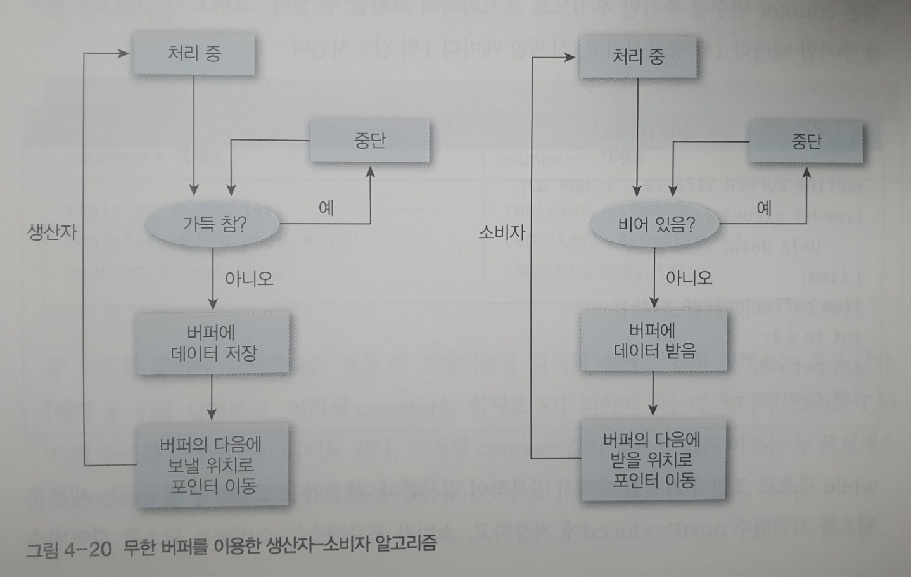 처리 중
중단
생산자
가득 참?
예
아니오
버퍼에
데이터 저장
버퍼의 다음에
보낼 위치로
포인터 이동
처리 중
중단
소비자
비어 있음?
예
아니오
버퍼에
데이터 받음
버퍼의 다음에
받을 위치로
포인터 이동
그림 4-20 무한 버퍼를 이용한 생산자-소비자 알고리즘